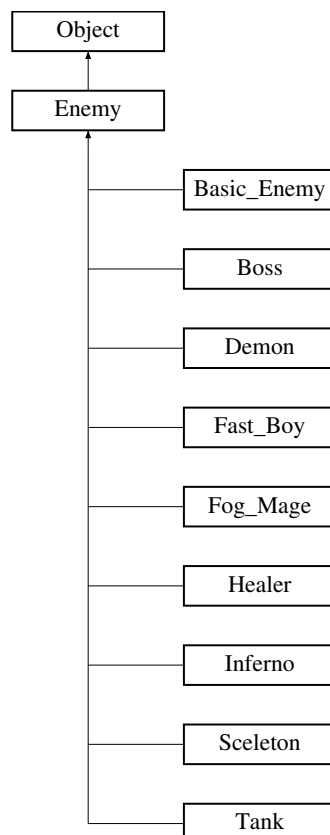 Object
Enemy
Basic_Enemy
Boss
Demon
Fast_Boy
Fog_Mage
Healer
Inferno
Sceleton
Tank